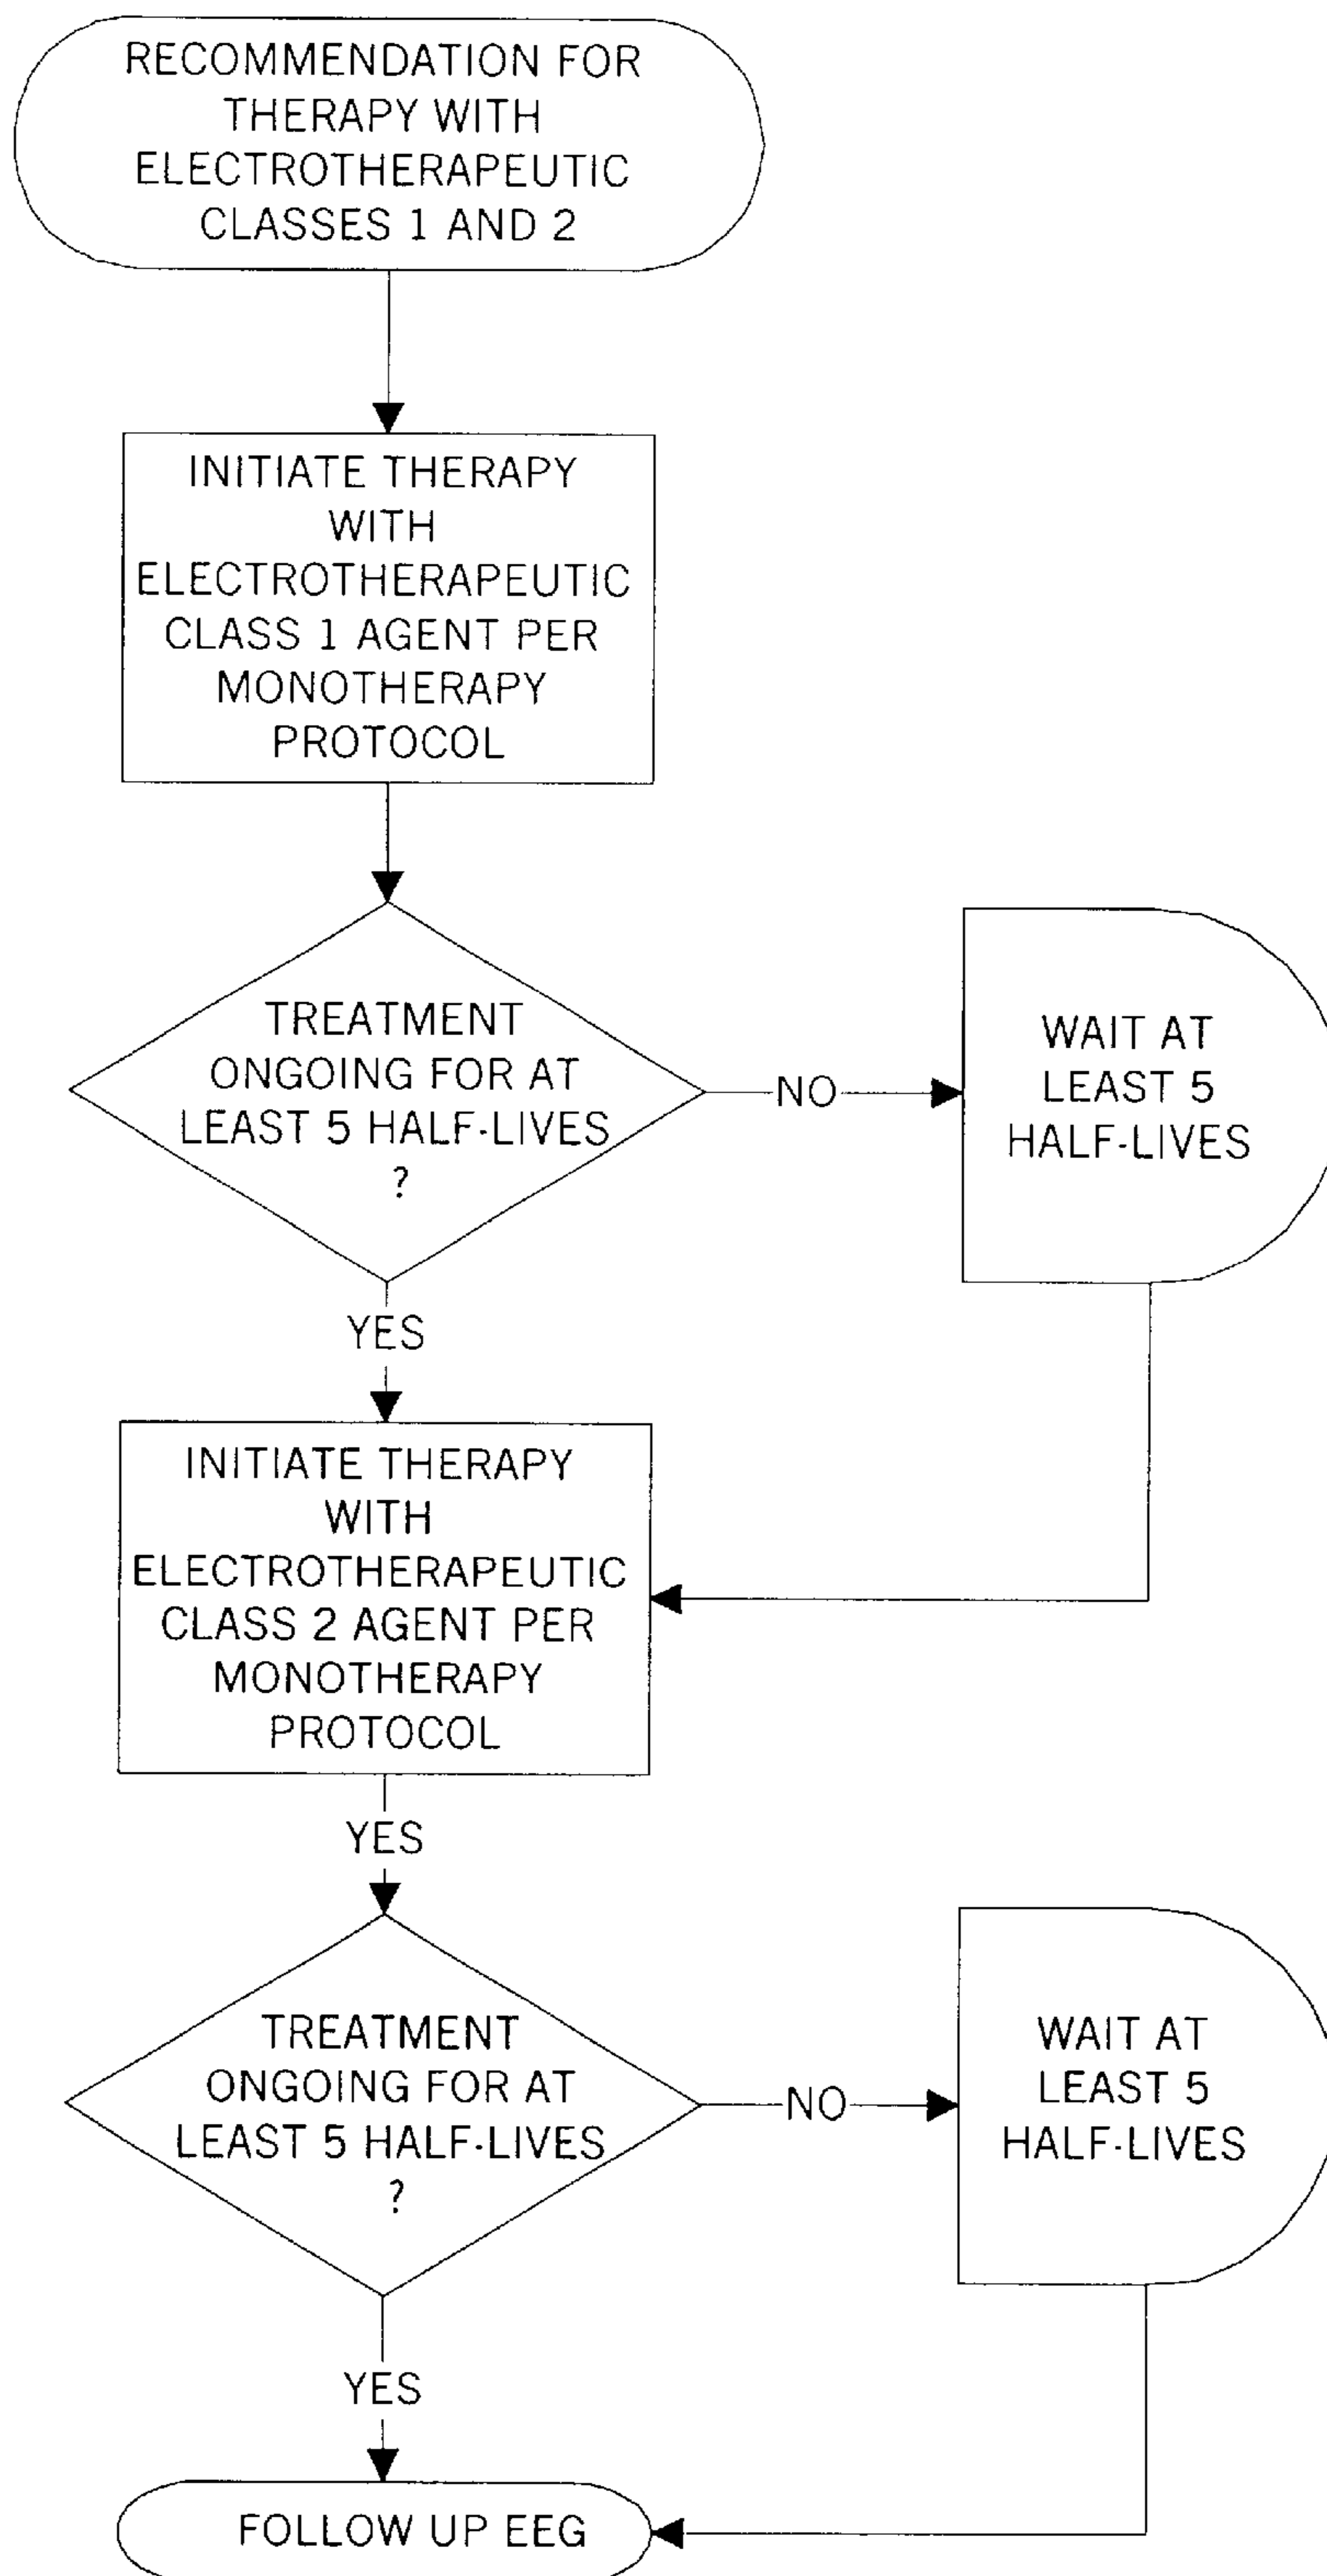 RECOMMENDATION FOR
THERAPY WITH
ELECTROTHERAPEUTIC
CLASSES 1 AND 2
INITIATE THERAPY
WITH
ELECTROTHERAPEUTIC
CLASS 1 AGENT PER
MONOTHERAPY
PROTOCOL
TREATMENT
ONGOING FOR AT
LEAST 5 HALF-LIVES
?
NO
WAIT AT
LEAST 5
HALF-LIVES
YES
INITIATE THERAPY
WITH
ELECTROTHERAPEUTIC
CLASS 2 AGENT PER
MONOTHERAPY
PROTOCOL
YES
TREATMENT
ONGOING FOR AT
LEAST 5 HALF-LIVES
?
NO
WAIT AT
LEAST 5
HALF-LIVES
YES
FOLLOW UP EEG